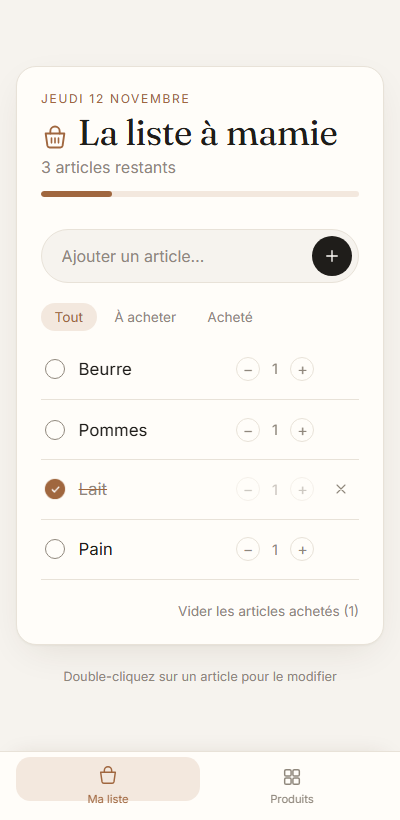 JEUDI 12 NOVEMBRE
La liste à mamie
3 articles restants
Ajouter un article...
Tout À acheter Acheté
Beurre − 1 +
Pommes − 1 +
Lait − 1 + ×
Pain − 1 +
Vider les articles achetés (1)
Double-cliquez sur un article pour le modifier
Ma liste Produits